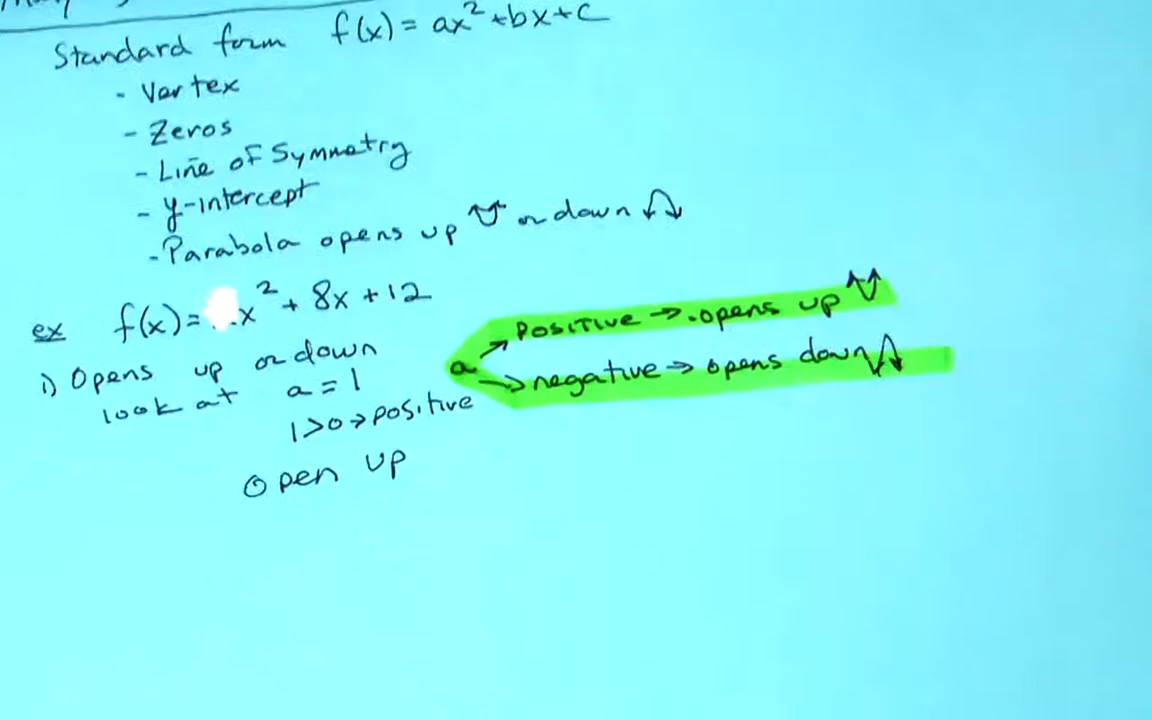 Standard form f(x) = ax² + bx + c
- Vertex
- Zeros
- Line of Symmetry
- y-intercept
- Parabola opens up or down
ex f(x) = x² + 8x + 12
1) Opens up or down
look at a = 1
1 > 0 → positive
Open up
a → Positive → opens up
→ negative → opens down